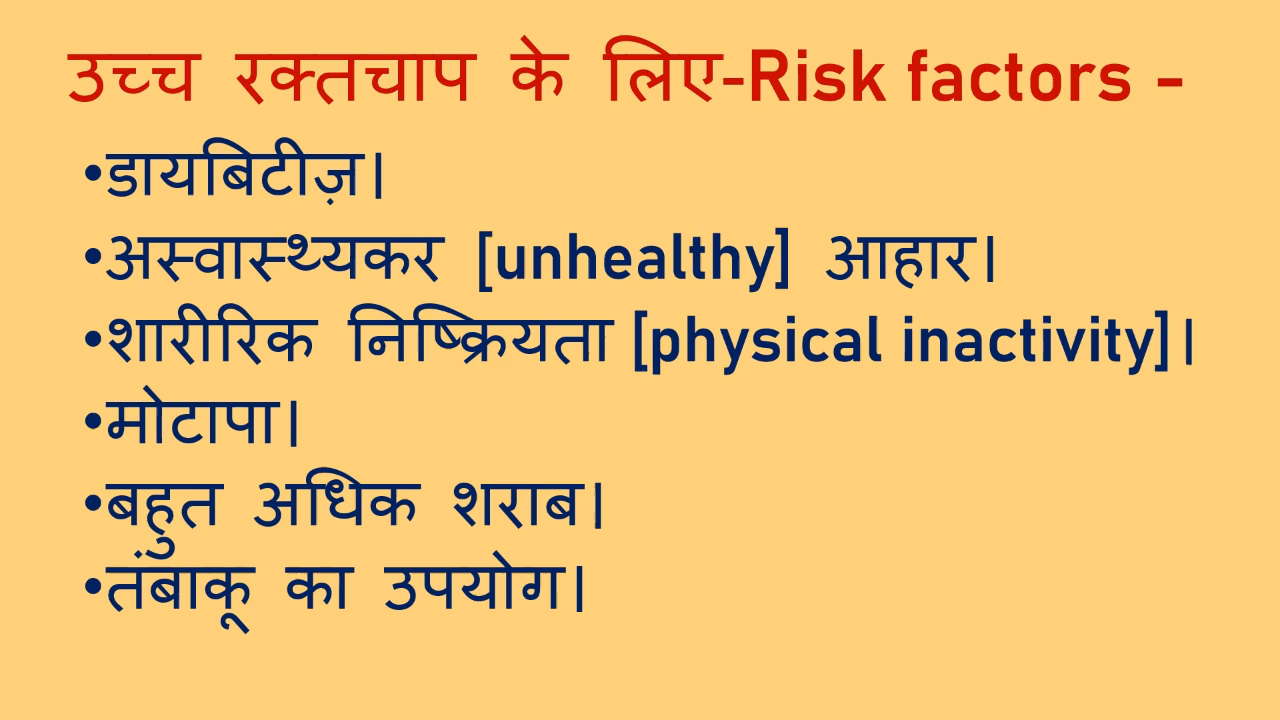 उच्च रक्तचाप के लिए-Risk factors -
•डायबिटीज़।
•अस्वास्थ्यकर [unhealthy] आहार।
•शारीरिक निष्क्रियता [physical inactivity]।
•मोटापा।
•बहुत अधिक शराब।
•तंबाकू का उपयोग।